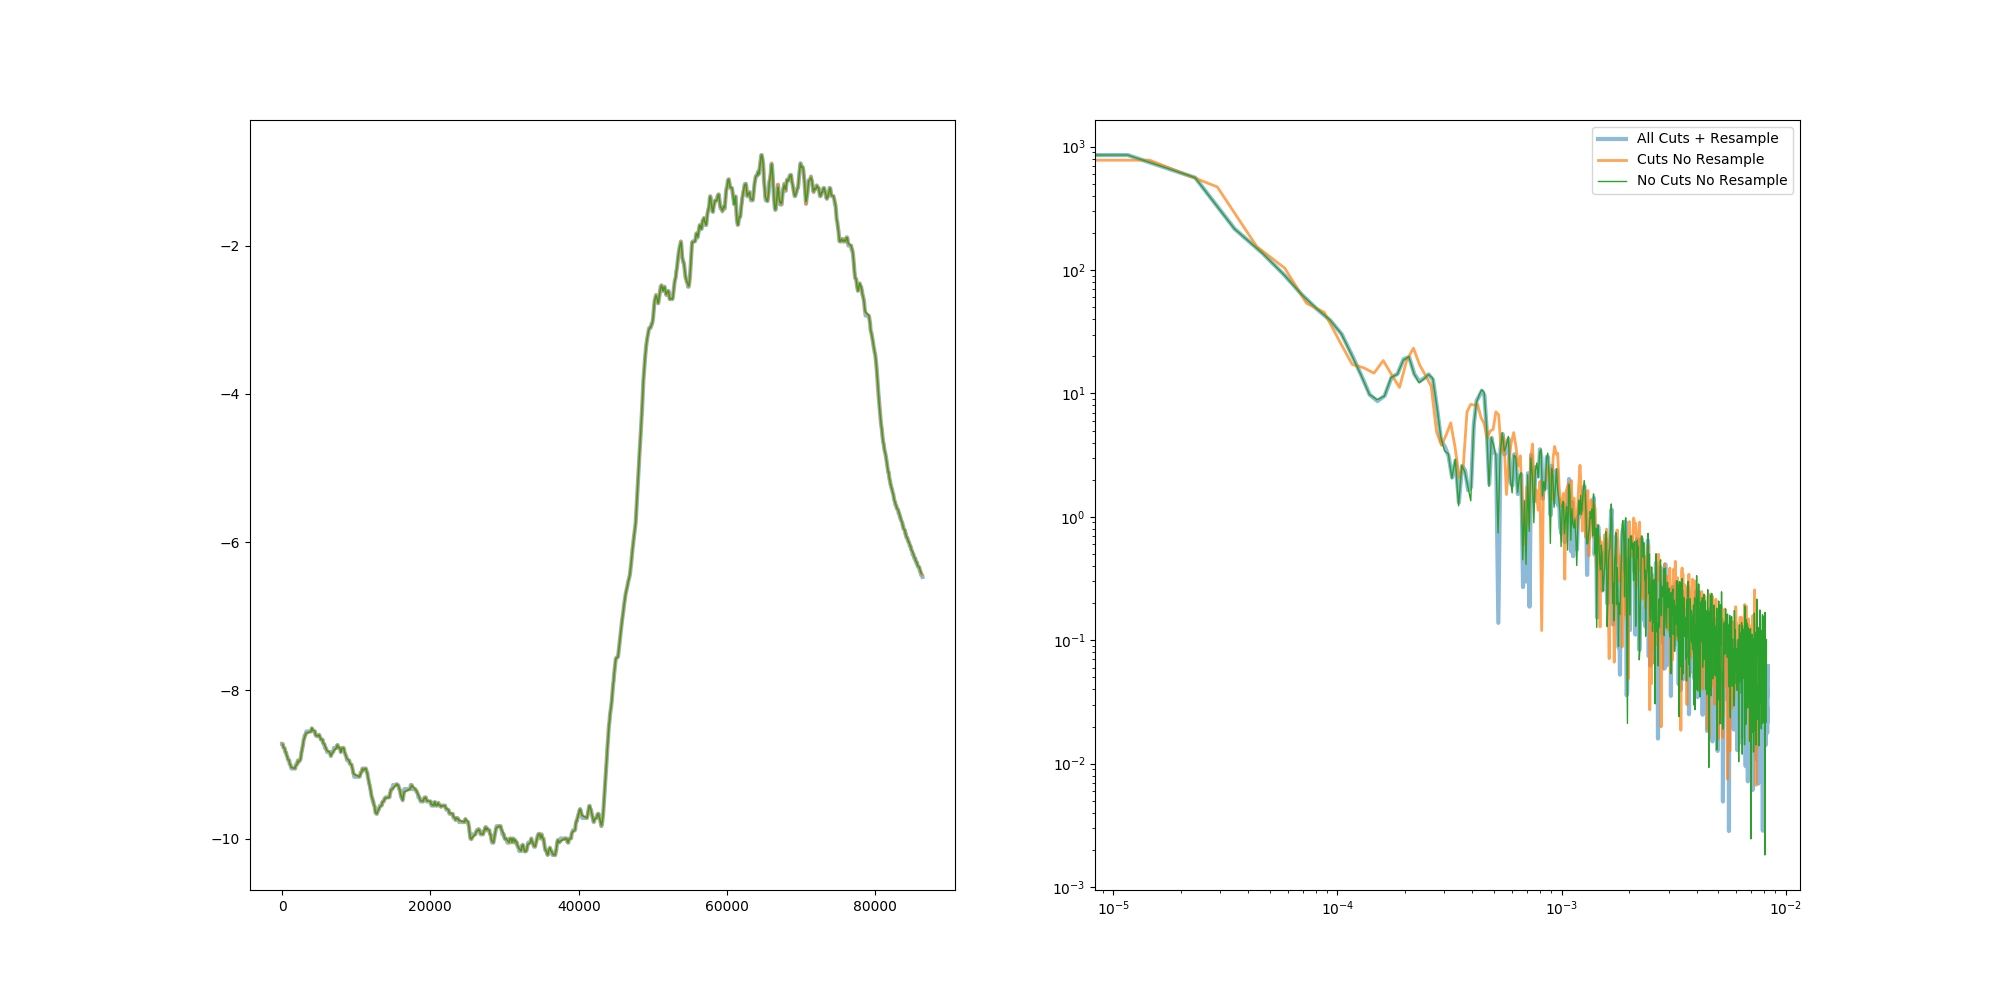 −2
−4
−6
−8
−10
0 20000 40000 60000 80000
All Cuts + Resample
Cuts No Resample
No Cuts No Resample
10³
10²
10¹
10⁰
10⁻¹
10⁻²
10⁻³
10⁻⁵ 10⁻⁴ 10⁻³ 10⁻²